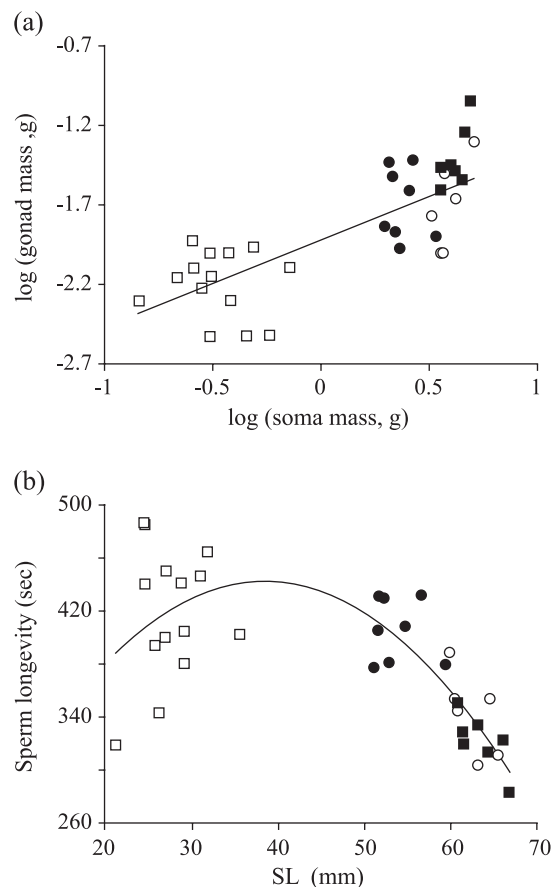 (a)
-0.7
-1.2
-1.7
-2.2
-2.7
log (gonad mass ,g)
-1 -0.5 0 0.5 1
log (soma mass, g)
(b)
500
420
340
260
Sperm longevity (sec)
20 30 40 50 60 70
SL (mm)